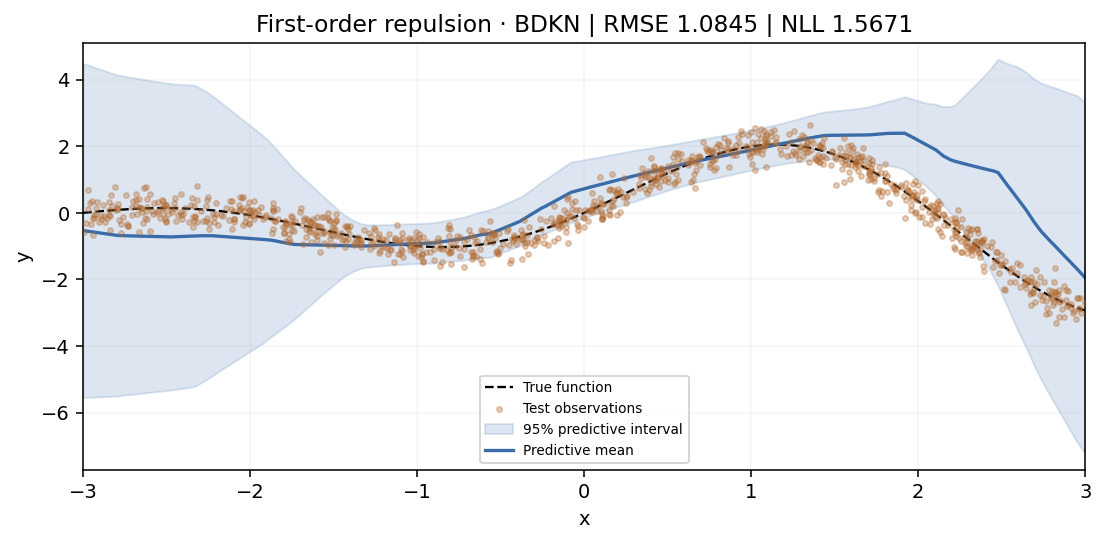 First-order repulsion · BDKN | RMSE 1.0845 | NLL 1.5671
y
4
2
0
−2
−4
−6
True function
Test observations
95% predictive interval
Predictive mean
−3 −2 −1 0 1 2 3
x